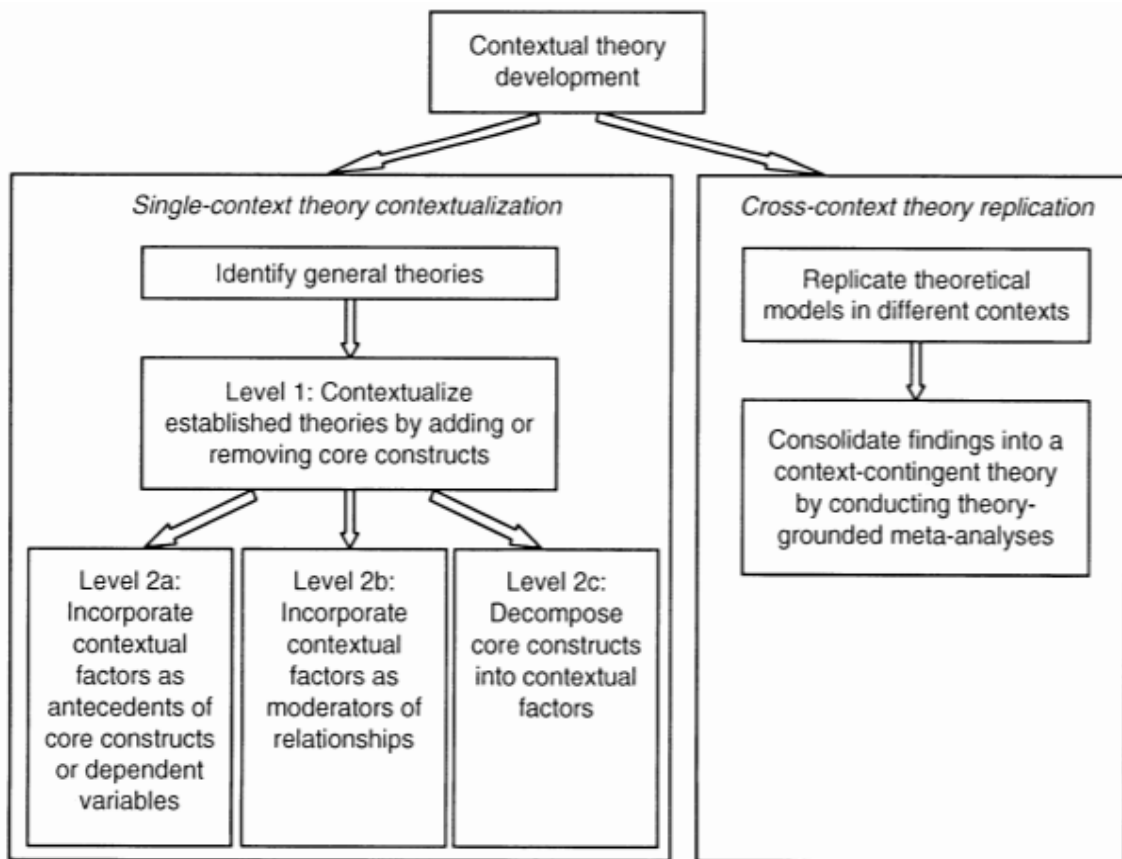 Contextual theory
development
Single-context theory contextualization
Identify general theories
Level 1: Contextualize
established theories by adding or
removing core constructs
Level 2a:
Incorporate
contextual
factors as
antecedents of
core constructs
or dependent
variables
Level 2b:
Incorporate
contextual
factors as
moderators of
relationships
Level 2c:
Decompose
core constructs
into contextual
factors
Cross-context theory replication
Replicate theoretical
models in different contexts
Consolidate findings into a
context-contingent theory
by conducting theory-
grounded meta-analyses